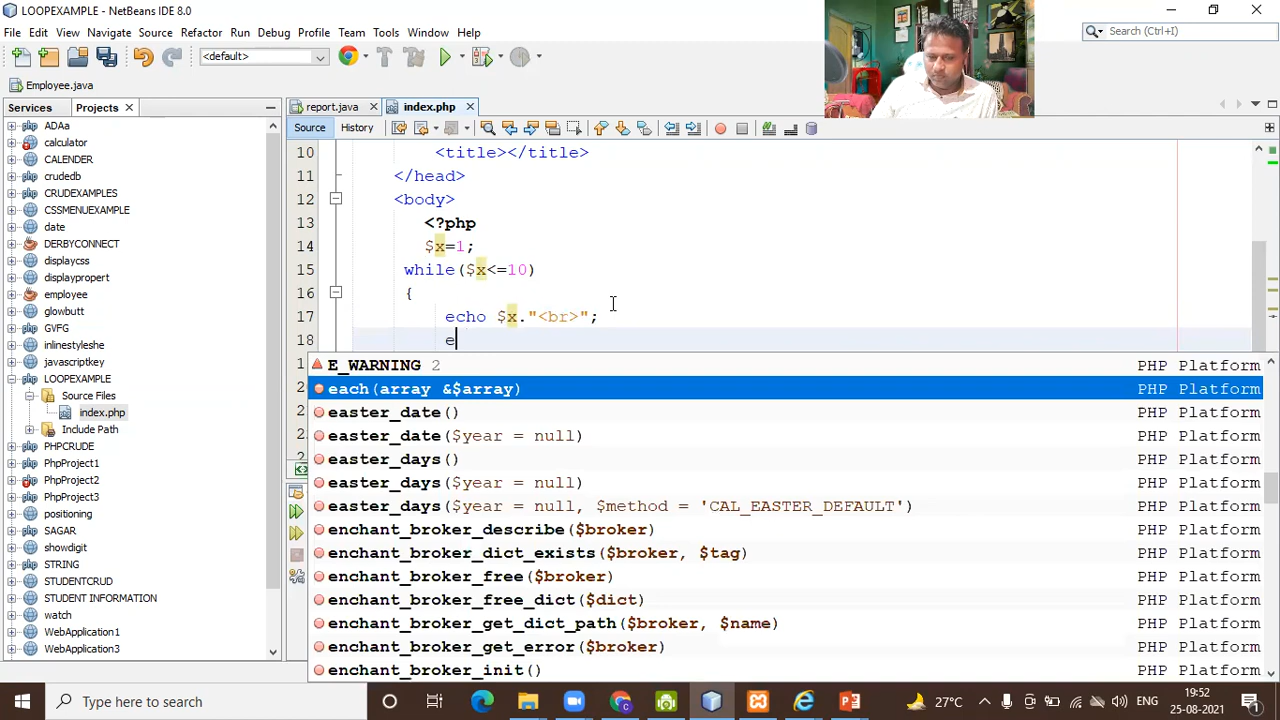 LOOPEXAMPLE - NetBeans IDE 8.0
File Edit View Navigate Source Refactor Run Debug Profile Team Tools Window Help
Search (Ctrl+I)
<default>
Employee.java
Services Projects
report.java index.php
Source History
ADAa
calculator
CALENDER
crudedb
CRUDEXAMPLES
CSSMENUEXAMPLE
date
DERBYCONNECT
displaycss
displaypropert
employee
glowbutt
GVFG
inlinestyleshe
javascriptkey
LOOPEXAMPLE
Source Files
index.php
Include Path
PHPCRUDE
PhpProject1
PhpProject2
PhpProject3
positioning
SAGAR
showdigit
STRING
STUDENTCRUD
STUDENT INFORMATION
watch
WebApplication1
WebApplication3
10 <title></title>
11 </head>
12 <body>
13 <?php
14 $x=1;
15 while($x<=10)
16 {
17 echo $x."<br>";
18 e
E_WARNING 2 PHP Platform
each(array &$array) PHP Platform
easter_date() PHP Platform
easter_date($year = null) PHP Platform
easter_days() PHP Platform
easter_days($year = null) PHP Platform
easter_days($year = null, $method = 'CAL_EASTER_DEFAULT') PHP Platform
enchant_broker_describe($broker) PHP Platform
enchant_broker_dict_exists($broker, $tag) PHP Platform
enchant_broker_free($broker) PHP Platform
enchant_broker_free_dict($dict) PHP Platform
enchant_broker_get_dict_path($broker, $name) PHP Platform
enchant_broker_get_error($broker) PHP Platform
enchant_broker_init() PHP Platform
Type here to search
27°C
ENG
19:52
25-08-2021